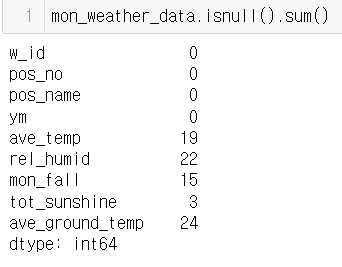 1 mon_weather_data.isnull().sum()
w_id 0
pos_no 0
pos_name 0
ym 0
ave_temp 19
rel_humid 22
mon_fall 15
tot_sunshine 3
ave_ground_temp 24
dtype: int64